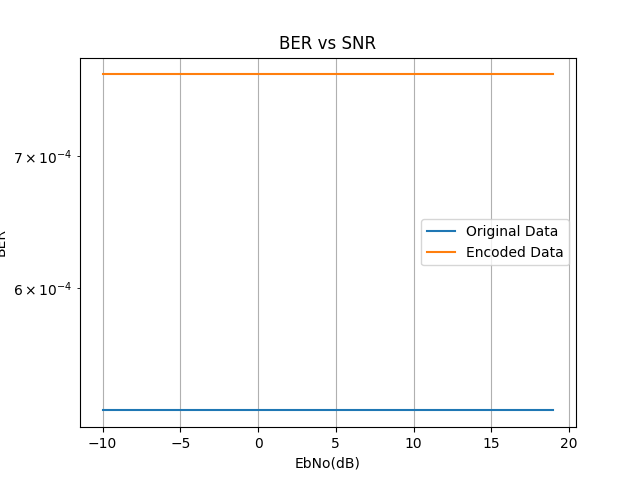 BER vs SNR
7 × 10⁻⁴
6 × 10⁻⁴
BER
Original Data
Encoded Data
−10 −5 0 5 10 15 20
EbNo(dB)